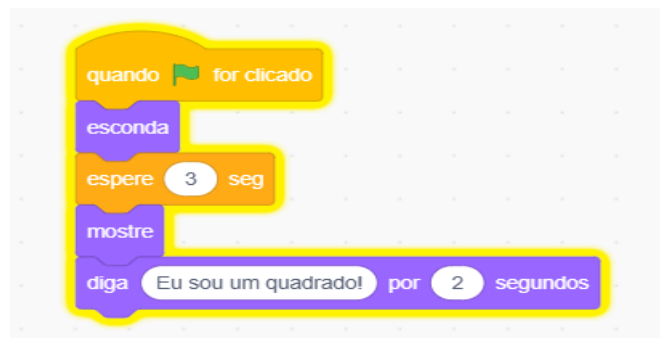 quando for clicado
esconda
espere 3 seg
mostre
diga Eu sou um quadrado! por 2 segundos